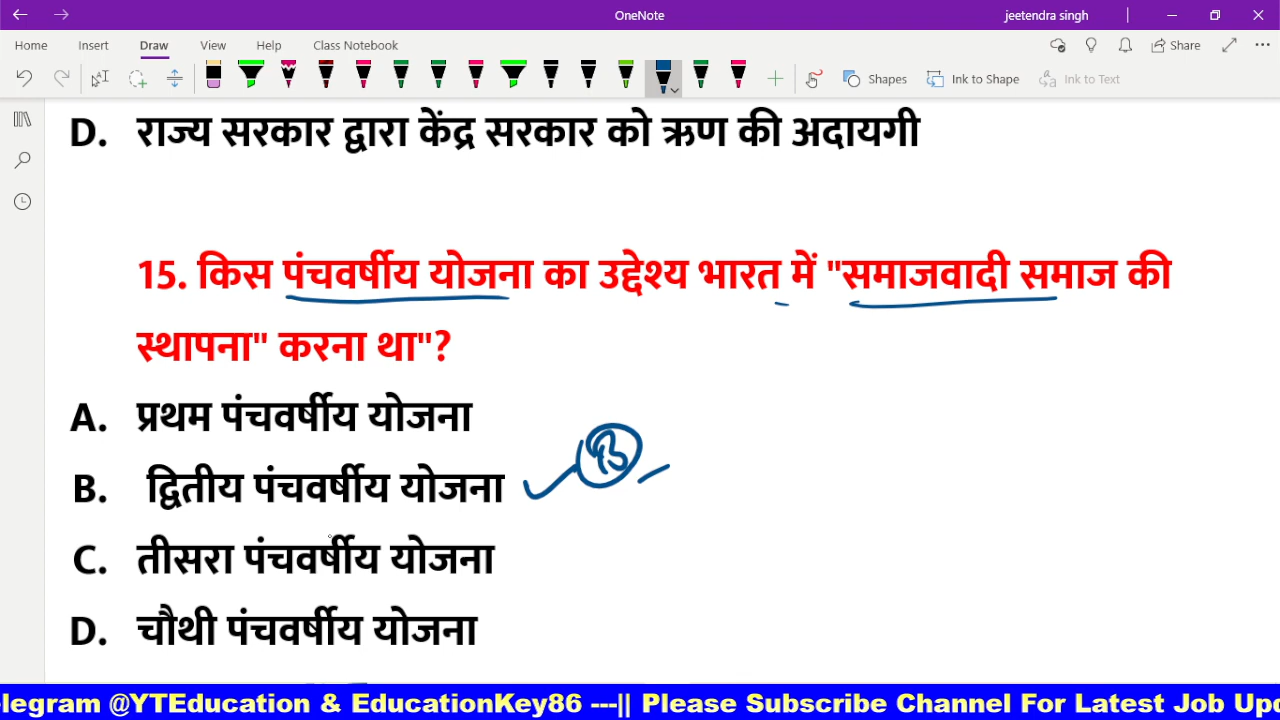 OneNote
jeetendra singh
Home Insert Draw View Help Class Notebook
Share
Shapes Ink to Shape Ink to Text
D. राज्य सरकार द्वारा केंद्र सरकार को ऋण की अदायगी
15. किस पंचवर्षीय योजना का उद्देश्य भारत में "समाजवादी समाज की
स्थापना" करना था"?
A. प्रथम पंचवर्षीय योजना
B. द्वितीय पंचवर्षीय योजना
B
C. तीसरा पंचवर्षीय योजना
D. चौथी पंचवर्षीय योजना
legram @YTEducation & EducationKey86 ---|| Please Subscribe Channel For Latest Job Upd